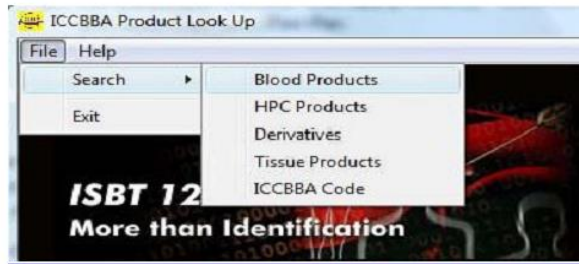 ICCBBA Product Look Up
File Help
Search
Exit
Blood Products
HPC Products
Derivatives
Tissue Products
ICCBBA Code
ISBT 12
More than Identification